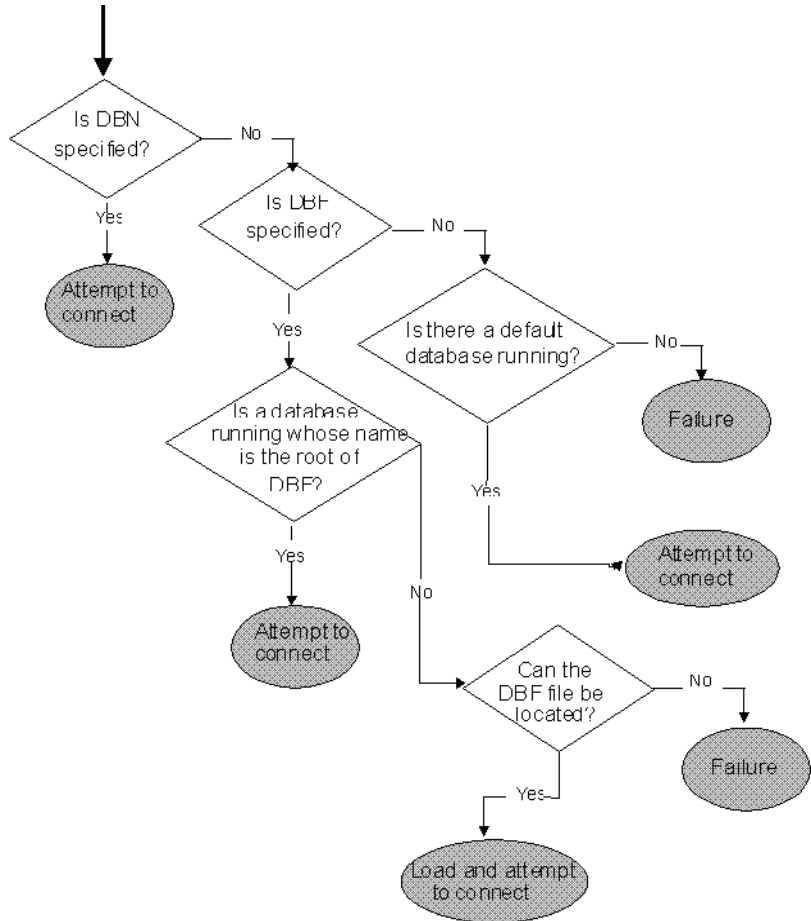 Is DBN
specified?
No
Yes
Is DBF
specified?
No
Attempt to
connect
Yes
Is there a default
database running?
No
Is a database
running whose name
is the root of
DBF?
Failure
Yes
Yes
No
Attempt to
connect
Attempt to
connect
Can the
DBF file be
located?
No
Failure
Yes
Load and attempt
to connect